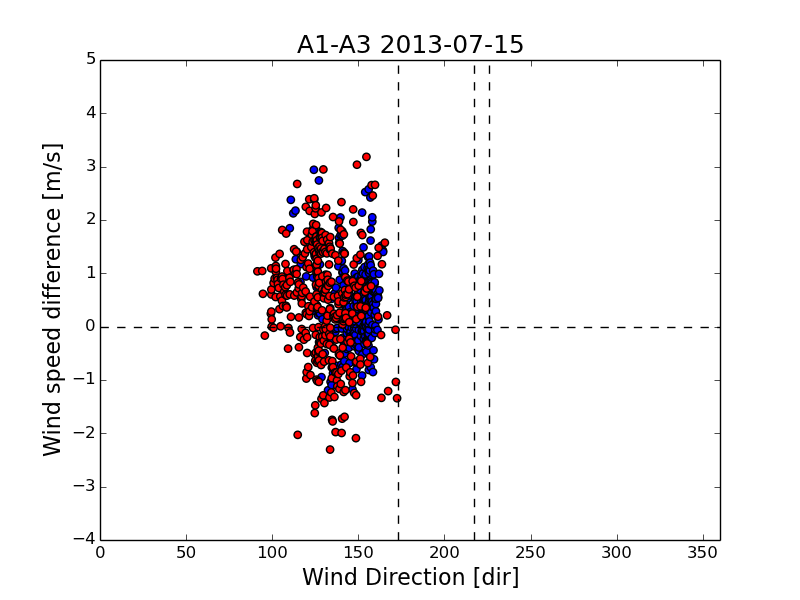 A1-A3 2013-07-15
5
4
3
2
1
0
−1
−2
−3
−4
Wind speed difference [m/s]
0 50 100 150 200 250 300 350
Wind Direction [dir]